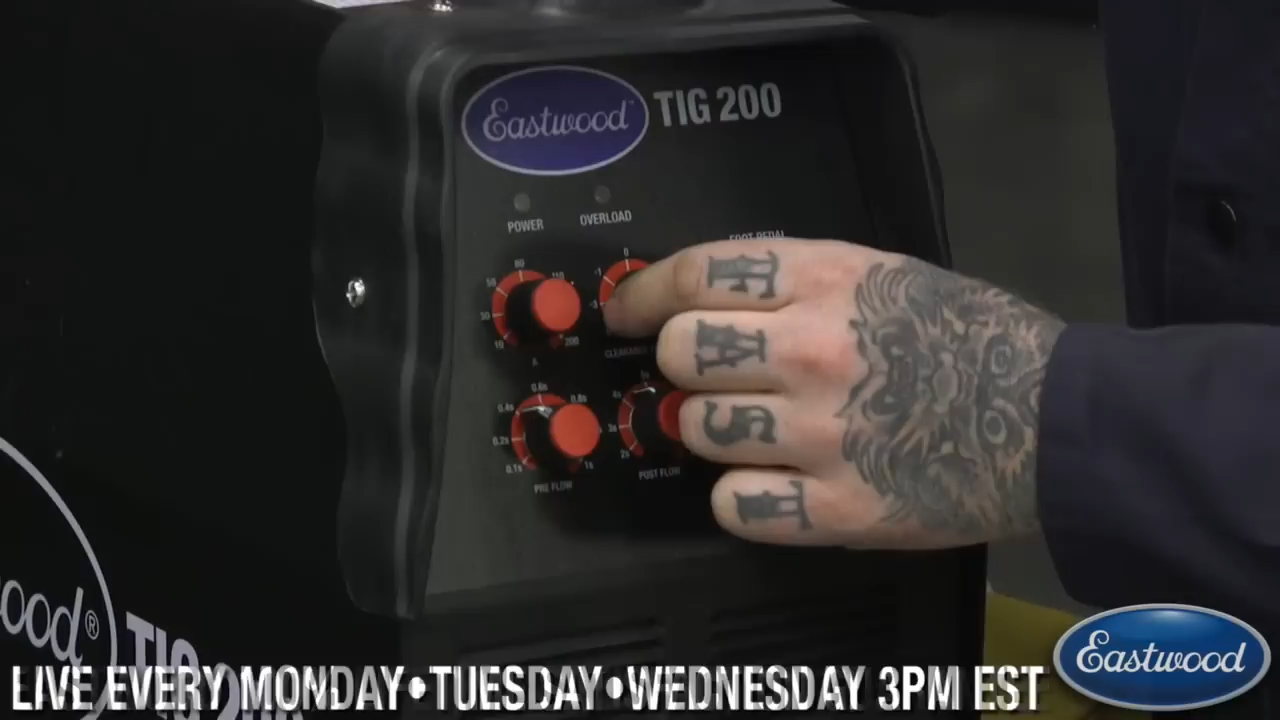 Eastwood TIG 200
POWER OVERLOAD
FOOT PEDAL
80 0
50 110 -1
30 -3
10 200
A CLEARANCE
0.6s 5s
0.4s 0.8s 4s
0.2s 3s
0.1s 1s 2s
PRE FLOW POST FLOW
F
A
S
T
ood®
TIG 200
LIVE EVERY MONDAY•TUESDAY•WEDNESDAY 3PM EST
Eastwood